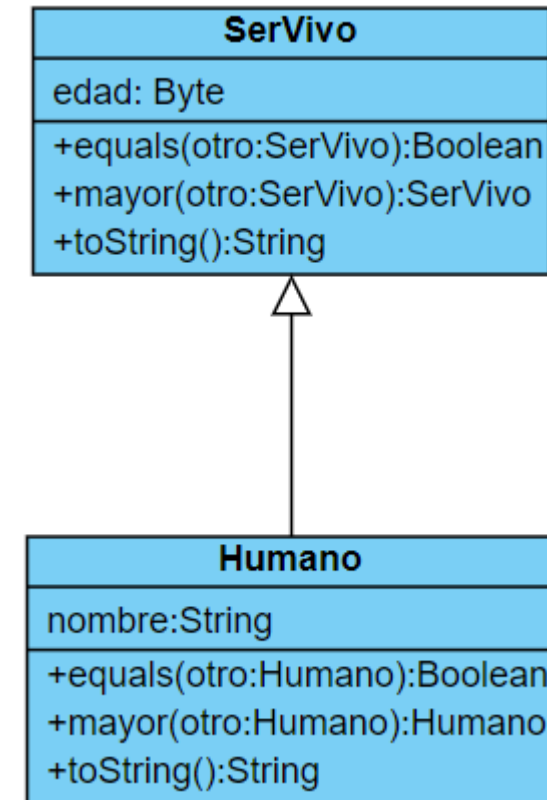 SerVivo
edad: Byte
+equals(otro:SerVivo):Boolean
+mayor(otro:SerVivo):SerVivo
+toString():String
Humano
nombre:String
+equals(otro:Humano):Boolean
+mayor(otro:Humano):Humano
+toString():String